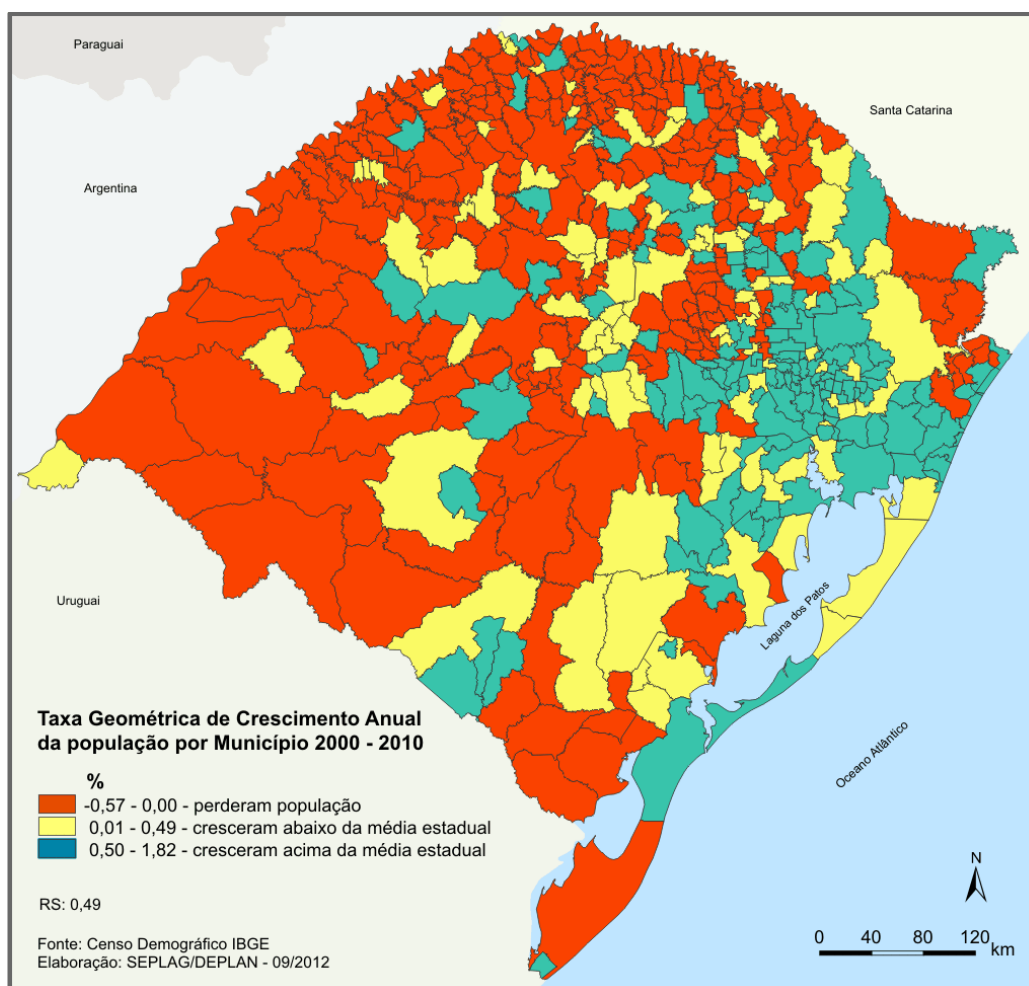 Paraguai
Santa Catarina
Argentina
Uruguai
Laguna dos Patos
Oceano Atlântico
Taxa Geométrica de Crescimento Anual
da população por Município 2000 - 2010
%
-0,57 - 0,00 - perderam população
0,01 - 0,49 - cresceram abaixo da média estadual
0,50 - 1,82 - cresceram acima da média estadual
RS: 0,49
Fonte: Censo Demográfico IBGE
Elaboração: SEPLAG/DEPLAN - 09/2012
N
0 40 80 120
km